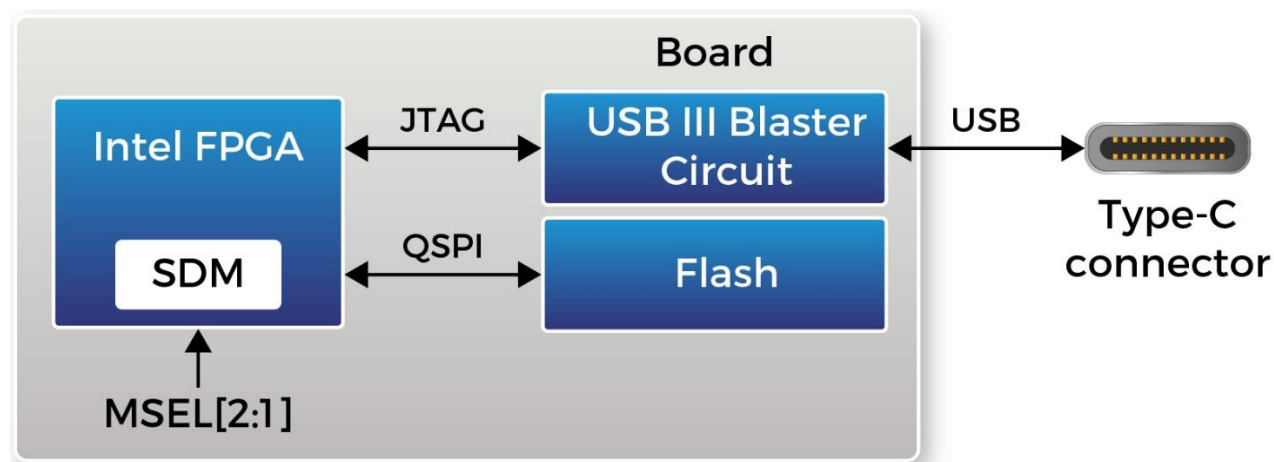 Board
Intel FPGA
JTAG
USB III Blaster
Circuit
USB
Type-C
connector
SDM
QSPI
Flash
MSEL[2:1]